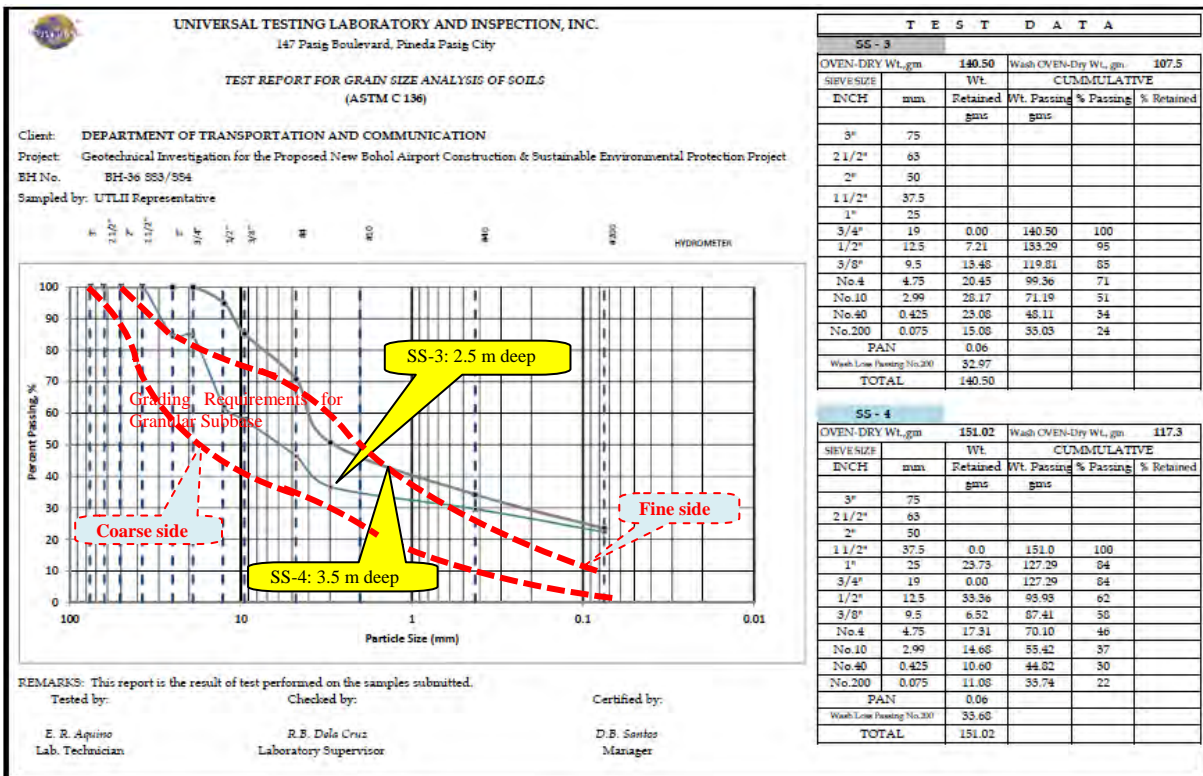 UNIVERSAL TESTING LABORATORY AND INSPECTION, INC.
147 Pasig Boulevard, Pineda Pasig City
TEST REPORT FOR GRAIN SIZE ANALYSIS OF SOILS
(ASTM C 136)
Client: DEPARTMENT OF TRANSPORTATION AND COMMUNICATION
Project: Geotechnical Investigation for the Proposed New Bohol Airport Construction & Sustainable Environmental Protection Project
BH No. BH-36 SS3/SS4
Sampled by: UTLII Representative
3" 2 1/2" 2" 1 1/2" 1" 3/4" 1/2" 3/8" #4 #10 #40 #200 HYDROMETER
Percent Passing, %
100
90
80
70
60
50
40
30
20
10
0
SS-3: 2.5 m deep
Grading Requirements for
Granular Subbase
Coarse side
Fine side
SS-4: 3.5 m deep
100 10 1 0.1 0.01
Particle Size (mm)
REMARKS: This report is the result of test performed on the samples submitted.
Tested by: Checked by: Certified by:
E. R. Aquino R.B. Dela Cruz D.B. Santos
Lab. Technician Laboratory Supervisor Manager
T E S T D A T A
SS - 3
OVEN-DRY Wt.,gm 140.50 Wash OVEN-Dry Wt., gm 107.5
SIEVE SIZE Wt. CUMMULATIVE
INCH mm Retained Wt. Passing % Passing % Retained
gms gms
3" 75
2 1/2" 63
2" 50
1 1/2" 37.5
1" 25
3/4" 19 0.00 140.50 100
1/2" 12.5 7.21 133.29 95
3/8" 9.5 13.48 119.81 85
No.4 4.75 20.45 99.36 71
No.10 2.99 28.17 71.19 51
No.40 0.425 23.08 48.11 34
No.200 0.075 15.08 33.03 24
PAN 0.06
Wash Loss Passing No.200 32.97
TOTAL 140.50
SS - 4
OVEN-DRY Wt.,gm 151.02 Wash OVEN-Dry Wt., gm 117.3
SIEVE SIZE Wt. CUMMULATIVE
INCH mm Retained Wt. Passing % Passing % Retained
gms gms
3" 75
2 1/2" 63
2" 50
1 1/2" 37.5 0.0 151.0 100
1" 25 23.73 127.29 84
3/4" 19 0.00 127.29 84
1/2" 12.5 33.36 93.93 62
3/8" 9.5 6.52 87.41 58
No.4 4.75 17.31 70.10 46
No.10 2.99 14.68 55.42 37
No.40 0.425 10.60 44.82 30
No.200 0.075 11.08 33.74 22
PAN 0.06
Wash Loss Passing No.200 33.68
TOTAL 151.02